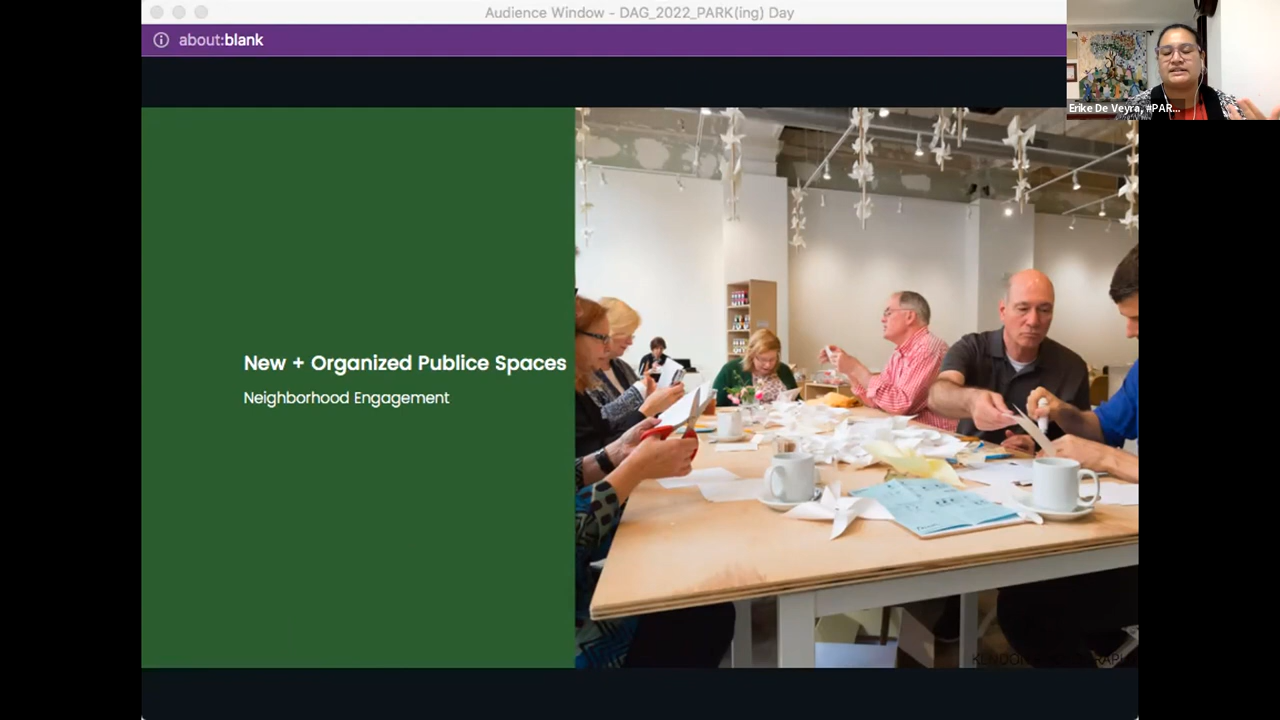 Audience Window - DAG_2022_PARK(ing) Day
about:blank
Erike De Veyra, #PAR...
New + Organized Publice Spaces
Neighborhood Engagement